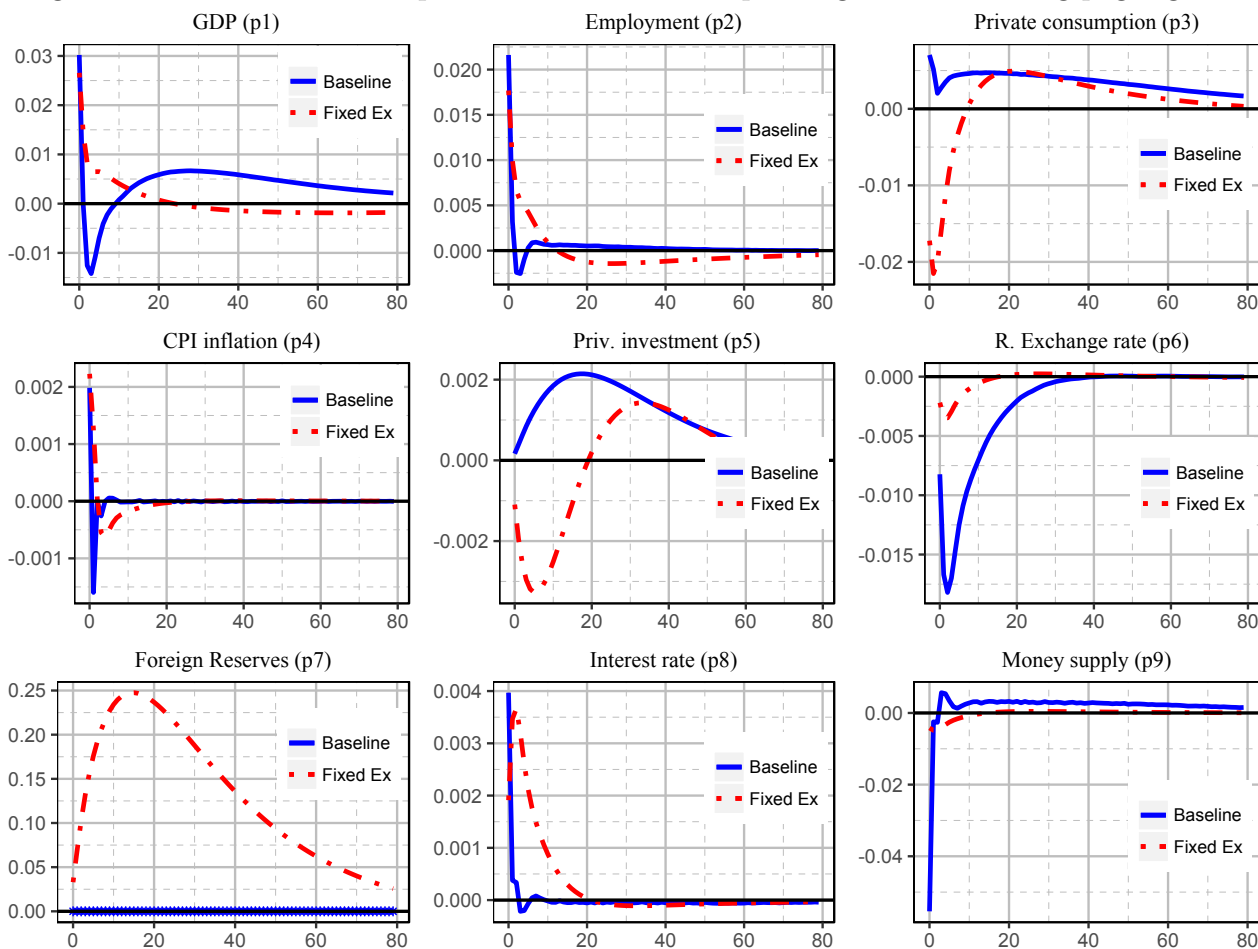 GDP (p1)
Employment (p2)
Private consumption (p3)
0.03
0.02
0.01
0.00
-0.01
Baseline
Fixed Ex
0 20 40 60 80
0.020
0.015
0.010
0.005
0.000
Baseline
Fixed Ex
0 20 40 60 80
0.00
-0.01
-0.02
Baseline
Fixed Ex
0 20 40 60 80
CPI inflation (p4)
Priv. investment (p5)
R. Exchange rate (p6)
0.002
0.001
0.000
-0.001
Baseline
Fixed Ex
0 20 40 60 80
0.002
0.000
-0.002
Baseline
Fixed Ex
0 20 40 60 80
0.000
-0.005
-0.010
-0.015
Baseline
Fixed Ex
0 20 40 60 80
Foreign Reserves (p7)
Interest rate (p8)
Money supply (p9)
0.25
0.20
0.15
0.10
0.05
0.00
Baseline
Fixed Ex
0 20 40 60 80
0.004
0.003
0.002
0.001
0.000
Baseline
Fixed Ex
0 20 40 60 80
0.00
-0.02
-0.04
Baseline
Fixed Ex
0 20 40 60 80